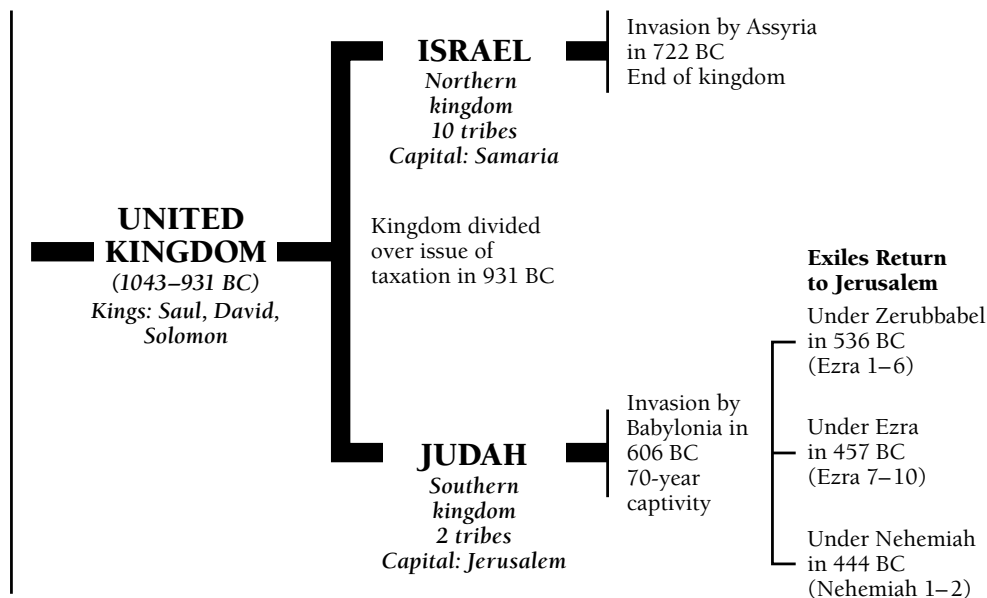 UNITED
KINGDOM
(1043–931 BC)
Kings: Saul, David,
Solomon
Kingdom divided
over issue of
taxation in 931 BC
ISRAEL
Northern
kingdom
10 tribes
Capital: Samaria
Invasion by Assyria
in 722 BC
End of kingdom
JUDAH
Southern
kingdom
2 tribes
Capital: Jerusalem
Invasion by
Babylonia in
606 BC
70-year
captivity
Exiles Return
to Jerusalem
Under Zerubbabel
in 536 BC
(Ezra 1–6)
Under Ezra
in 457 BC
(Ezra 7–10)
Under Nehemiah
in 444 BC
(Nehemiah 1–2)